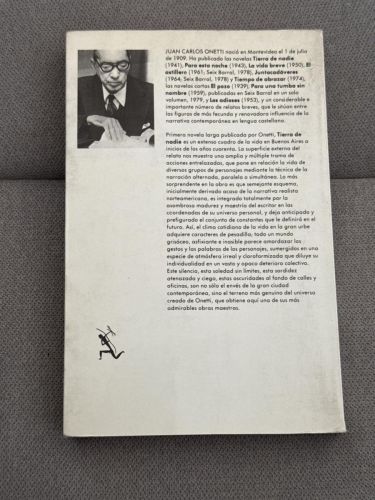 JUAN CARLOS ONETTI nació en Montevideo el 1 de julio
de 1909. Ha publicado las novelas Tierra de nadie
(1941), Para esta noche (1943), La vida breve (1950), El
astillero (1961; Seix Barral, 1978), Juntacadáveres
(1964; Seix Barral, 1978) y Tiempo de abrazar (1974),
las novelas cortas El pozo (1939), Para una tumba sin
nombre (1959), publicadas en Seix Barral en un solo
volumen, 1979, y Los adioses (1953), y un considerable e
importante número de relatos breves, que le sitúan entre
las figuras de más fecunda y renovadora influencia de la
narrativa contemporánea en lengua castellana.
Primera novela larga publicada por Onetti, Tierra de
nadie es un extenso cuadro de la vida en Buenos Aires a
inicios de los años cuarenta. La superficie externa del
relato nos muestra una amplia y múltiple trama de
acciones entrelazadas, que pone en relación la vida de
diversos grupos de personajes mediante la técnica de la
narración alternada, paralela o simultánea. Lo más
sorprendente en la obra es que semejante esquema,
inicialmente derivado acaso de la narrativa realista
norteamericana, es integrado totalmente por la
asombrosa madurez y maestría del escritor en las
coordenadas de su universo personal, y deja anticipado y
prefigurado el conjunto de constantes que le definirá en el
futuro. Así, el clima cotidiano de la vida en la gran urbe
adquiere caracteres de pesadilla, todo un mundo
grisáceo, asfixiante e inasible parece amordazar los
gestos y las palabras de los personajes, sumergidos en una
especie de atmósfera irreal y cloroformizada que diluye su
individualidad en un vasto y opaco deterioro colectivo.
Este silencio, esta soledad sin límites, esta sordidez
atenazada y ciega, estas oscuridades al fondo de calles y
oficinas, son no sólo el envés de la gran ciudad
contemporánea, sino el terreno más genuino del universo
creado de Onetti, que obtiene aquí una de sus más
admirables obras maestras.